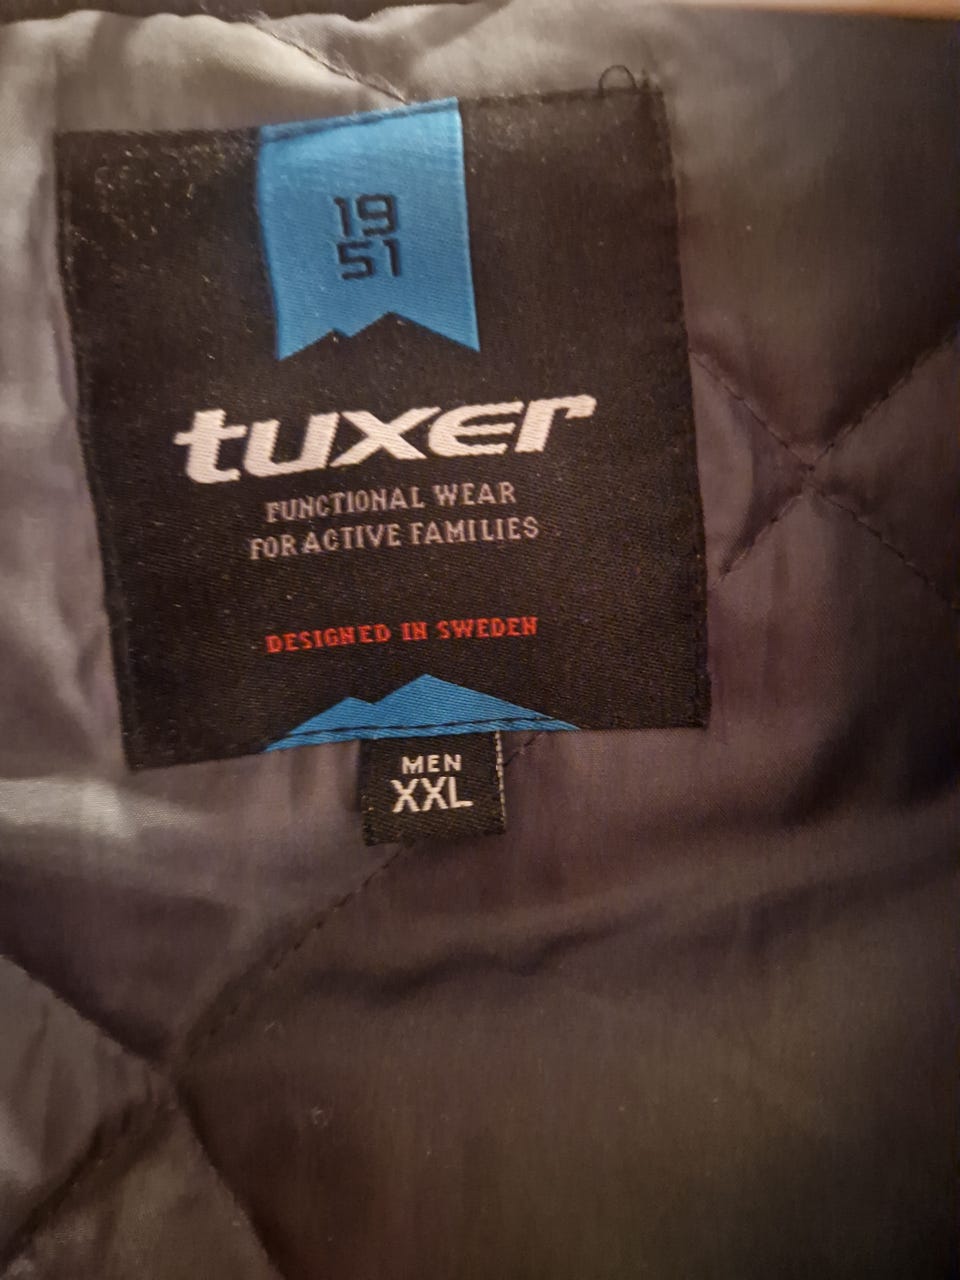 19
51
tuxer
FUNCTIONAL WEAR
FOR ACTIVE FAMILIES
DESIGNED IN SWEDEN
MEN
XXL